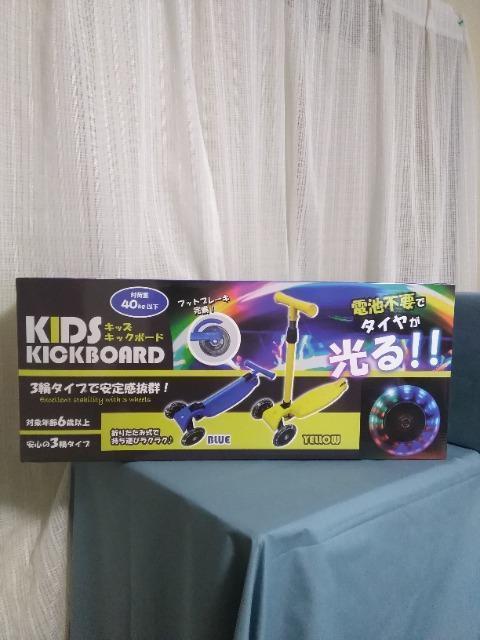 耐荷重
40kg以下
KIDS
キッズ
キックボード
KICKBOARD
3輪タイプで安定感抜群！
Excellent stability with 3 wheels
対象年齢6歳以上
安心の3輪タイプ
フットブレーキ
完備！
折りたたみ式で
持ち運びラクラク♪
BLUE
YELLOW
電池不要で
タイヤが
光る!!